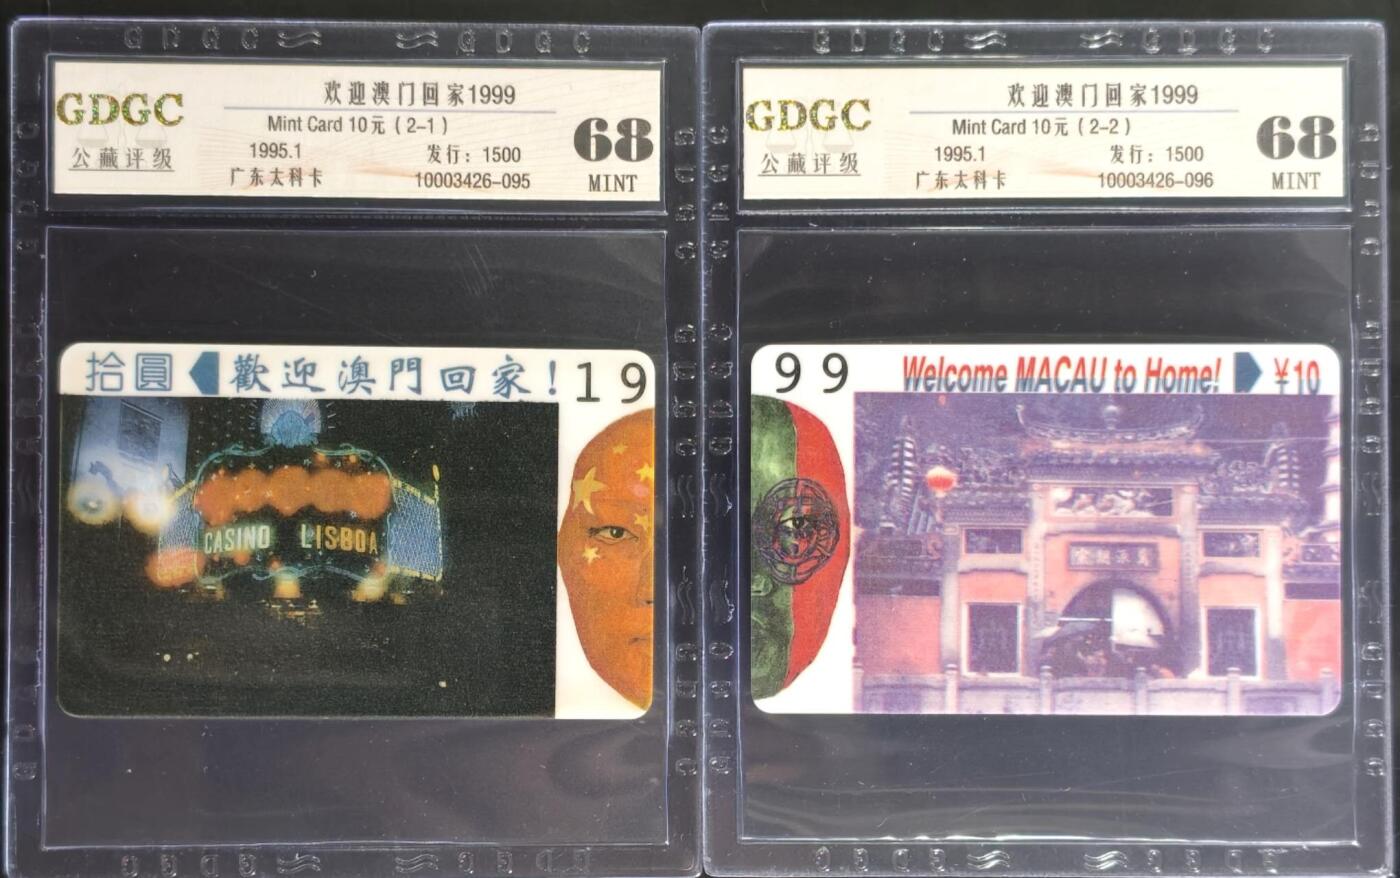 GDGC
公藏评级
欢迎澳门回家1999
Mint Card 10元 ( 2-1 )
1995.1 发行：1500
广东太科卡 10003426-095
68
MINT
拾圓 歡迎澳門回家! 19
CASINO LISBOA
GDGC
公藏评级
欢迎澳门回家1999
Mint Card 10元 ( 2-2 )
1995.1 发行：1500
广东太科卡 10003426-096
68
MINT
99 Welcome MACAU to Home! ¥10